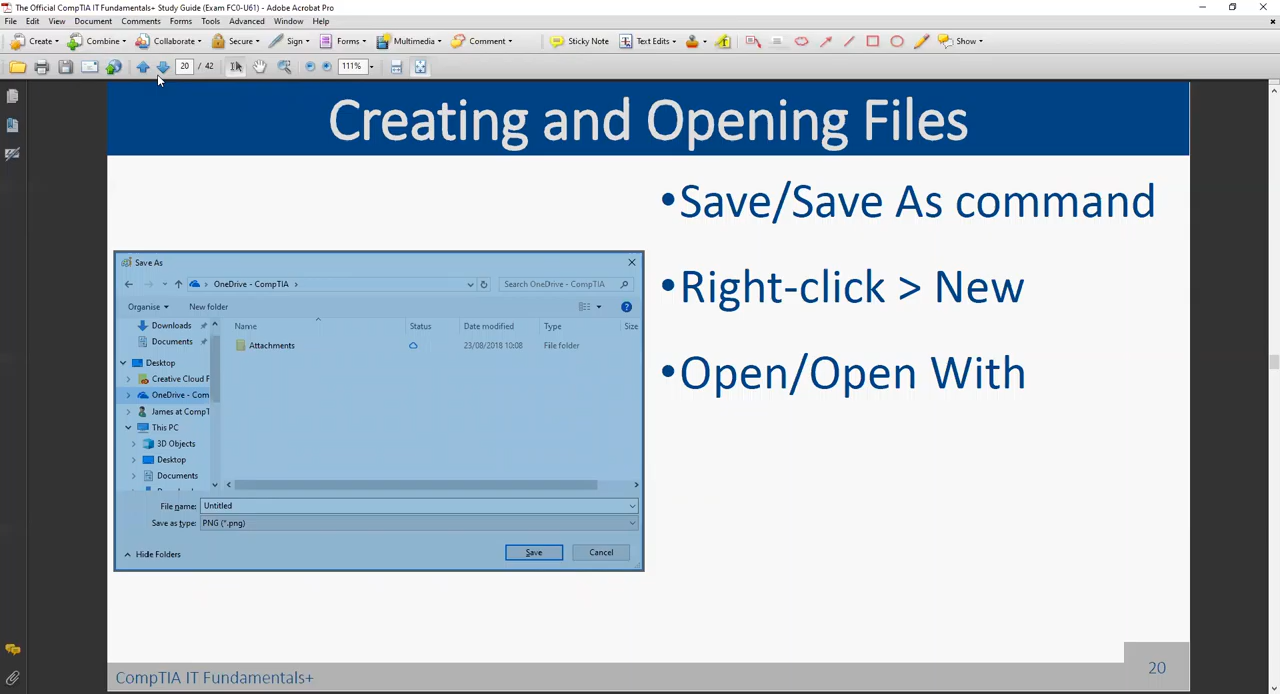 The Official CompTIA IT Fundamentals+ Study Guide (Exam FC0-U61) - Adobe Acrobat Pro
File Edit View Document Comments Forms Tools Advanced Window Help
Create Combine Collaborate Secure Sign Forms Multimedia Comment Sticky Note Text Edits Show
20 / 42 111%
Creating and Opening Files
•Save/Save As command
•Right-click > New
•Open/Open With
Save As
OneDrive - CompTIA Search OneDrive - CompTIA
Organise New folder
Downloads Name Status Date modified Type Size
Documents Attachments 23/08/2018 10:08 File folder
Desktop
Creative Cloud F
OneDrive - Com
James at CompT
This PC
3D Objects
Desktop
Documents
File name: Untitled
Save as type: PNG (*.png)
Hide Folders Save Cancel
CompTIA IT Fundamentals+ 20